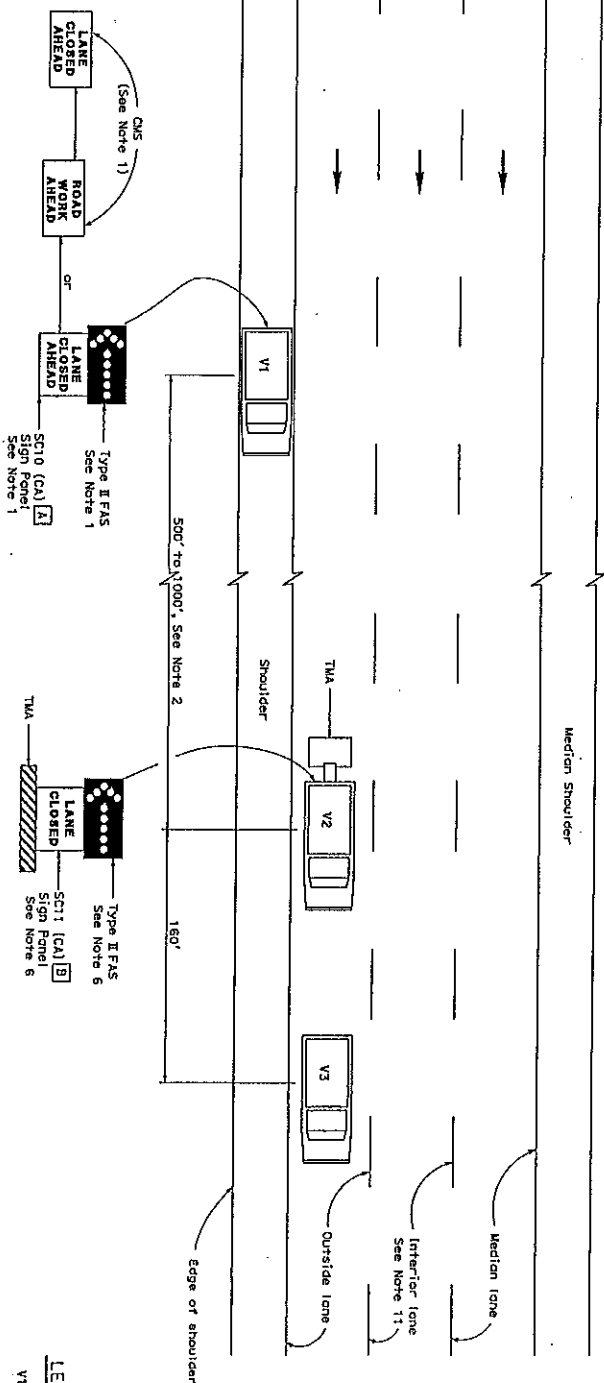 LANE
CLOSED
AHEAD
CMS
(See Note 1)
ROAD
WORK
AHEAD
or
LANE
CLOSED
AHEAD
Type II FAS
See Note 1
SC10 (CA) A
Sign Panel
See Note 1
V1
500' to 1000', See Note 2
Shoulder
Median Shoulder
TMA
V2
160'
V3
TMA
LANE
CLOSED
Type II FAS
See Note 6
SC11 (CA) B
Sign Panel
See Note 6
Median lane
Interior lane
See Note 11
Outside lane
Edge of shoulder
LE
V1